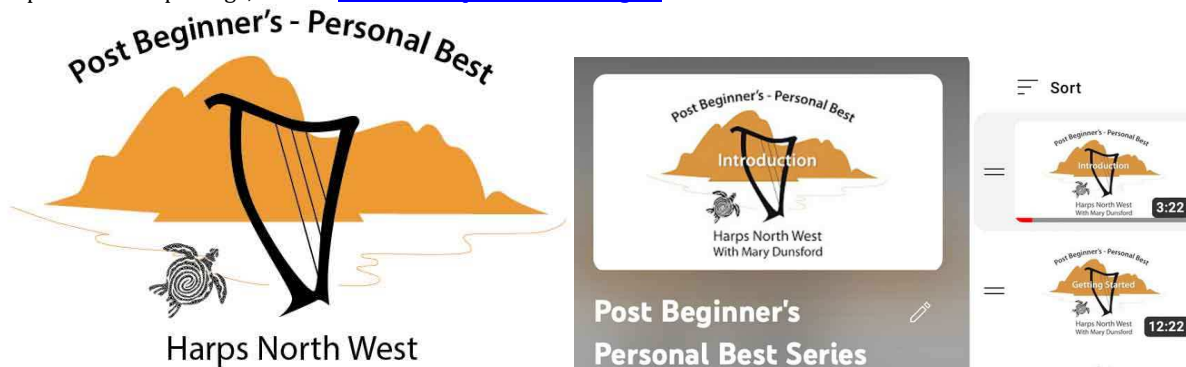 Post Beginner's - Personal Best
Harps North West
Post Beginner's - Personal Best
Introduction
Harps North West
With Mary Dunsford
Post Beginner's
Personal Best Series
Sort
Post Beginner's - Personal Best
Introduction
Harps North West
With Mary Dunsford
3:22
Post Beginner's - Personal Best
Getting Started
Harps North West
With Mary Dunsford
12:22